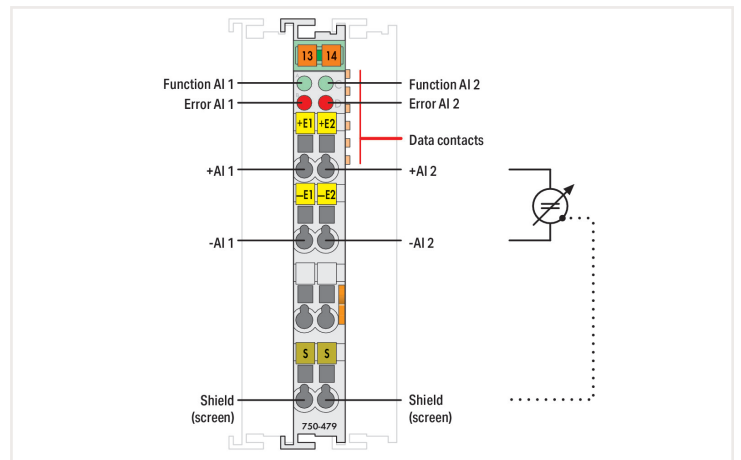 13 14
Function AI 1
Function AI 2
Error AI 1
Error AI 2
+E1 +E2
Data contacts
+AI 1
+AI 2
–E1 –E2
-AI 1
-AI 2
S S
Shield
(screen)
Shield
(screen)
750-479